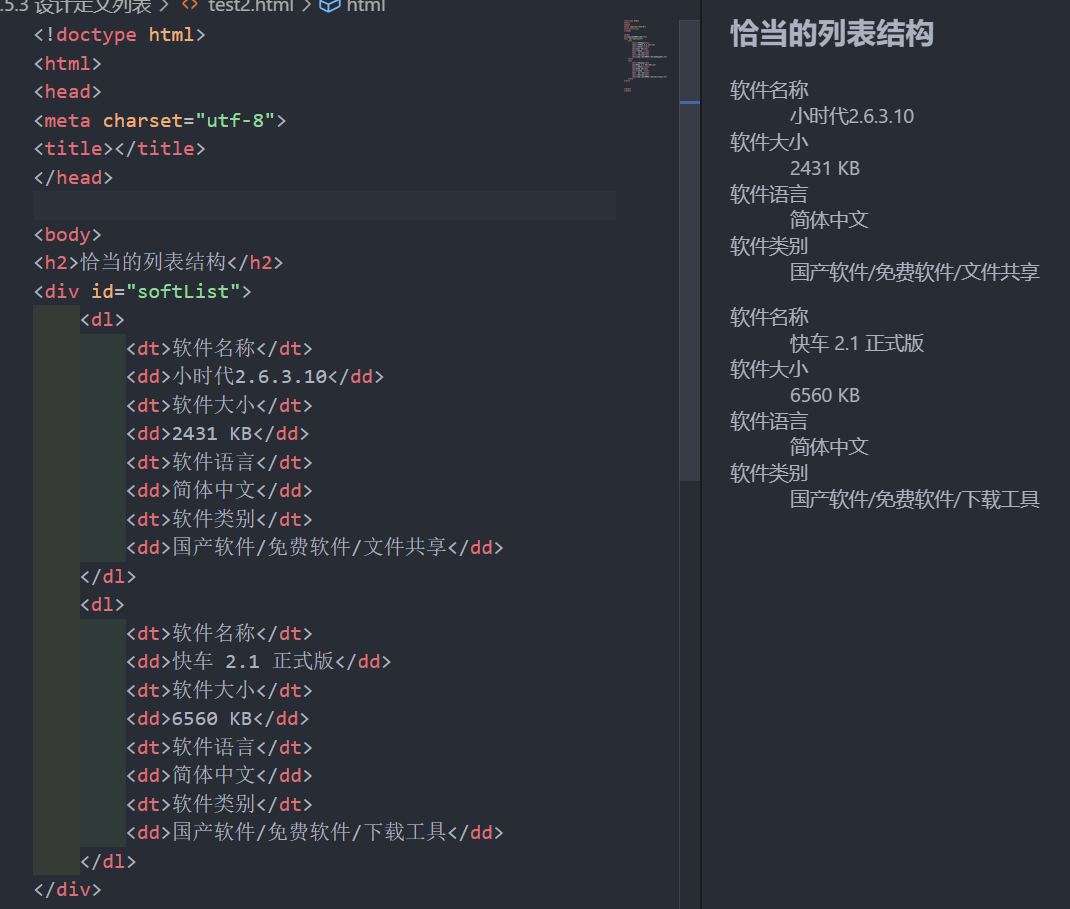 .5.3 设计定义列表 > <> test2.html > html
<!doctype html>
<html>
<head>
<meta charset="utf-8">
<title></title>
</head>
<body>
<h2>恰当的列表结构</h2>
<div id="softList">
<dl>
<dt>软件名称</dt>
<dd>小时代2.6.3.10</dd>
<dt>软件大小</dt>
<dd>2431 KB</dd>
<dt>软件语言</dt>
<dd>简体中文</dd>
<dt>软件类别</dt>
<dd>国产软件/免费软件/文件共享</dd>
</dl>
<dl>
<dt>软件名称</dt>
<dd>快车 2.1 正式版</dd>
<dt>软件大小</dt>
<dd>6560 KB</dd>
<dt>软件语言</dt>
<dd>简体中文</dd>
<dt>软件类别</dt>
<dd>国产软件/免费软件/下载工具</dd>
</dl>
</div>
恰当的列表结构
软件名称
小时代2.6.3.10
软件大小
2431 KB
软件语言
简体中文
软件类别
国产软件/免费软件/文件共享
软件名称
快车 2.1 正式版
软件大小
6560 KB
软件语言
简体中文
软件类别
国产软件/免费软件/下载工具